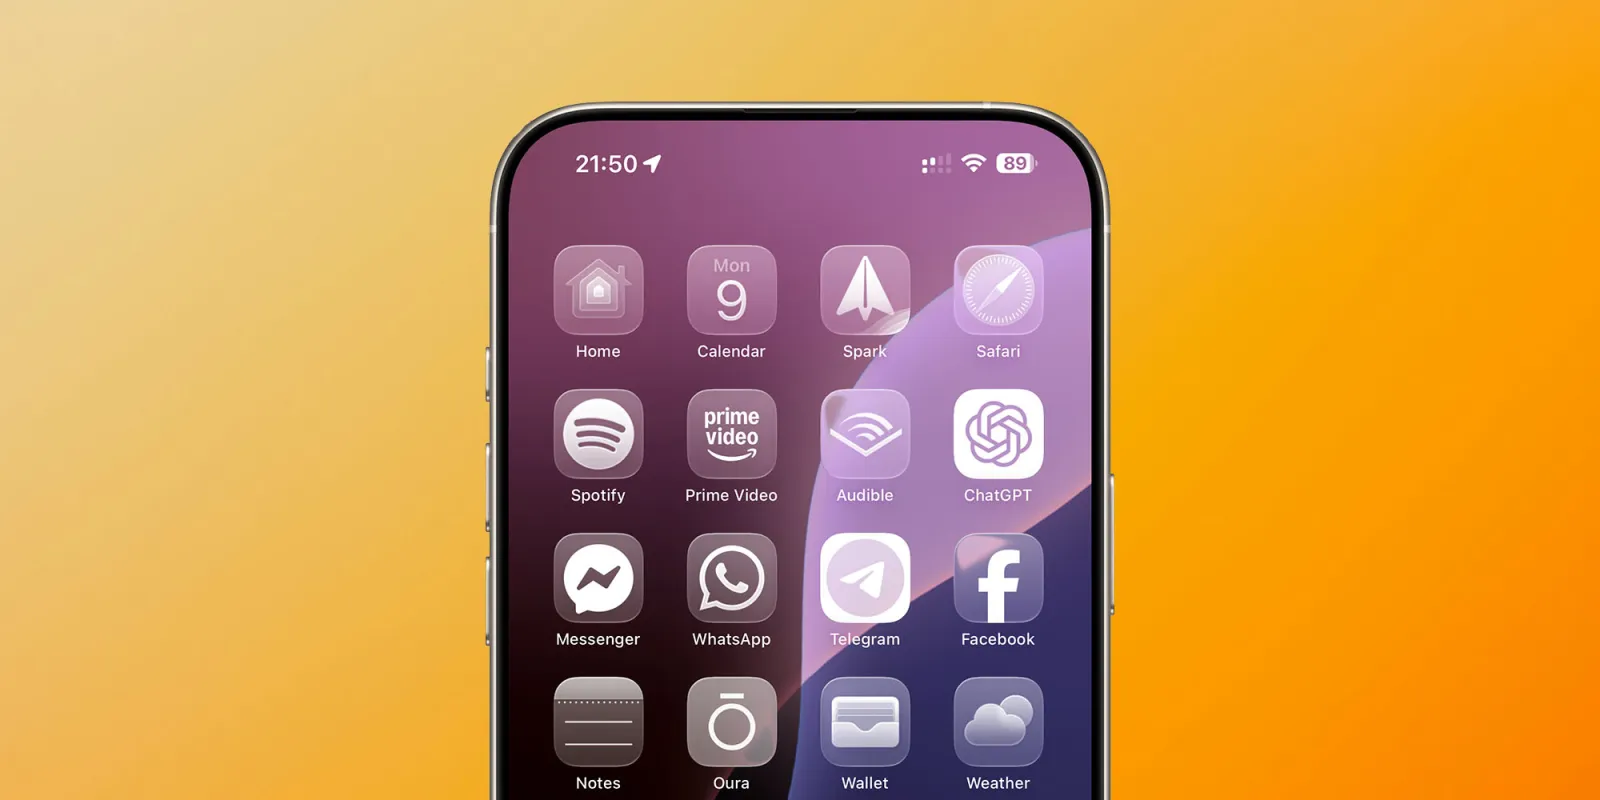 21:50 89
Mon
9
Home Calendar Spark Safari
prime
video
Spotify Prime Video Audible ChatGPT
Messenger WhatsApp Telegram Facebook
Notes Oura Wallet Weather